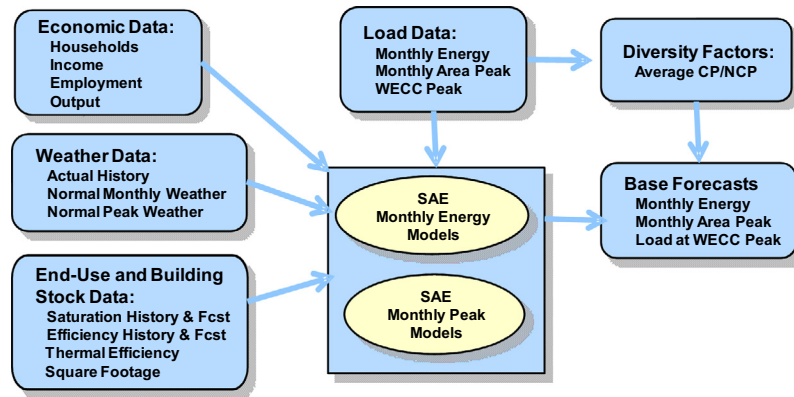 Economic Data:
Households
Income
Employment
Output
Load Data:
Monthly Energy
Monthly Area Peak
WECC Peak
Diversity Factors:
Average CP/NCP
Weather Data:
Actual History
Normal Monthly Weather
Normal Peak Weather
SAE
Monthly Energy
Models
Base Forecasts
Monthly Energy
Monthly Area Peak
Load at WECC Peak
End-Use and Building
Stock Data:
Saturation History & Fcst
Efficiency History & Fcst
Thermal Efficiency
Square Footage
SAE
Monthly Peak
Models